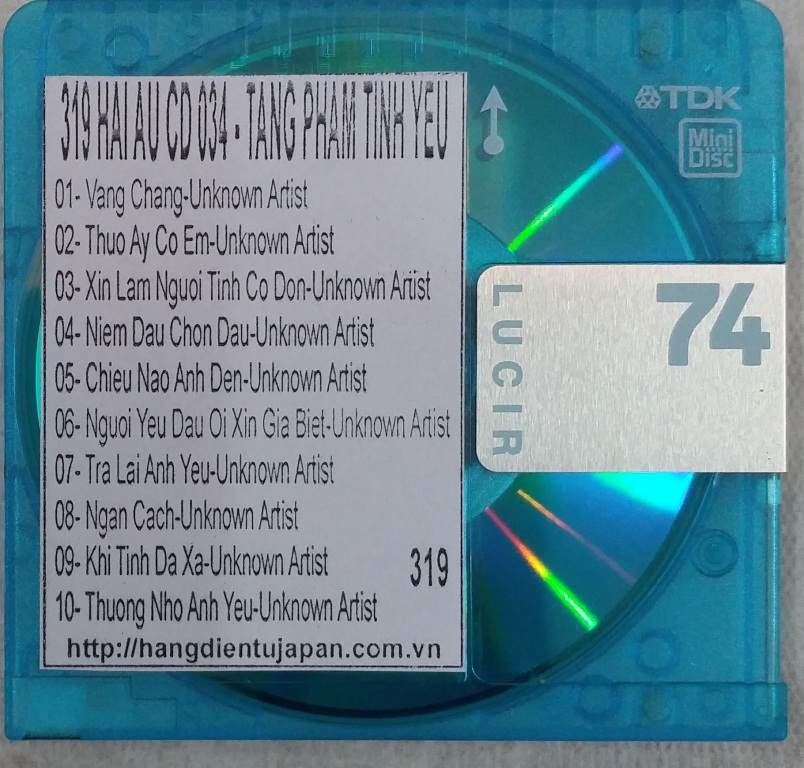 319 HAI AU CD 034 - TANG PHAM TINH YEU
01- Vang Chang-Unknown Artist
02- Thuo Ay Co Em-Unknown Artist
03- Xin Lam Nguoi Tinh Co Don-Unknown Artist
04- Niem Dau Chon Dau-Unknown Artist
05- Chieu Nao Anh Den-Unknown Artist
06- Nguoi Yeu Dau Oi Xin Gia Biet-Unknown Artist
07- Tra Lai Anh Yeu-Unknown Artist
08- Ngan Cach-Unknown Artist
09- Khi Tinh Da Xa-Unknown Artist 319
10- Thuong Nho Anh Yeu-Unknown Artist
http://hangdientujapan.com.vn
TDK
Mini
Disc
74
LUCIR